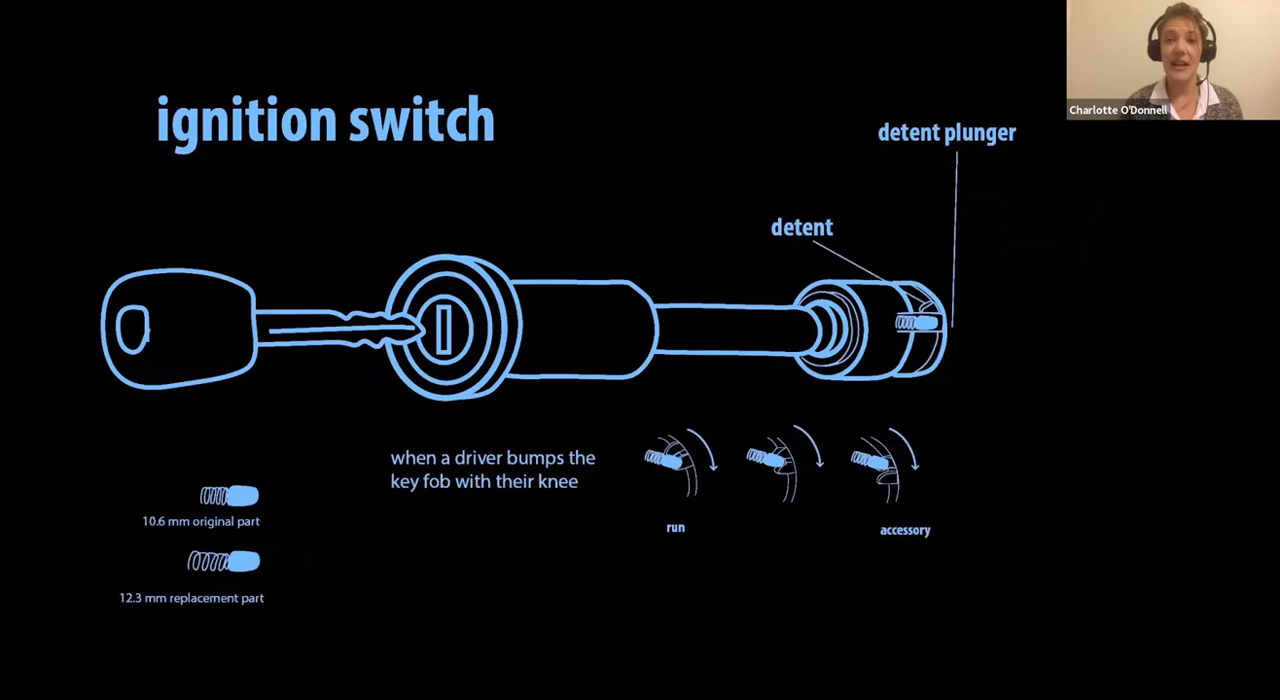 ignition switch
Charlotte O'Donnell
detent plunger
detent
when a driver bumps the
key fob with their knee
10.6 mm original part
12.3 mm replacement part
run
accessory